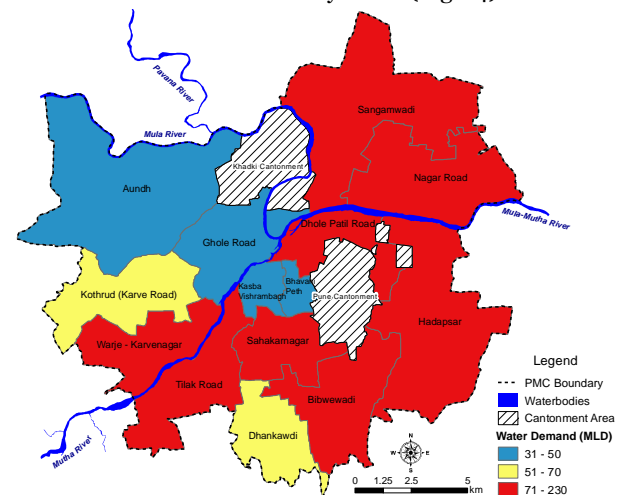 Pavana River
Mula River
Sangamwadi
Khadki Cantonment
Nagar Road
Aundh
Mula-Mutha River
Dhole Patil Road
Ghole Road
Kothrud (Karve Road)
Kasba
Vishrambagh
Bhavani
Peth
Pune Cantonment
Hadapsar
Warje - Karvenagar
Sahakarnagar
Tilak Road
Bibwewadi
Dhankawdi
Mutha River
Legend
PMC Boundary
Waterbodies
Cantonment Area
Water Demand (MLD)
31 - 50
51 - 70
71 - 230
N
W
E
S
0 1.25 2.5 5
km